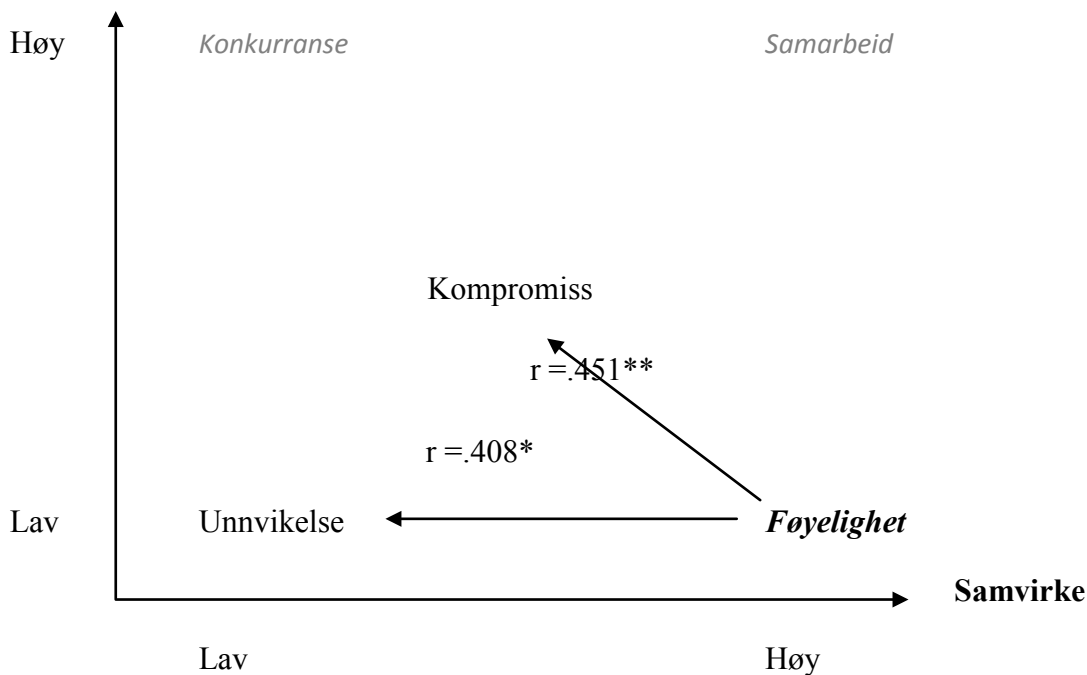 Høy Konkurranse Samarbeid
Kompromiss
r =.451**
r =.408*
Lav Unnvikelse Føyelighet
Samvirke
Lav Høy